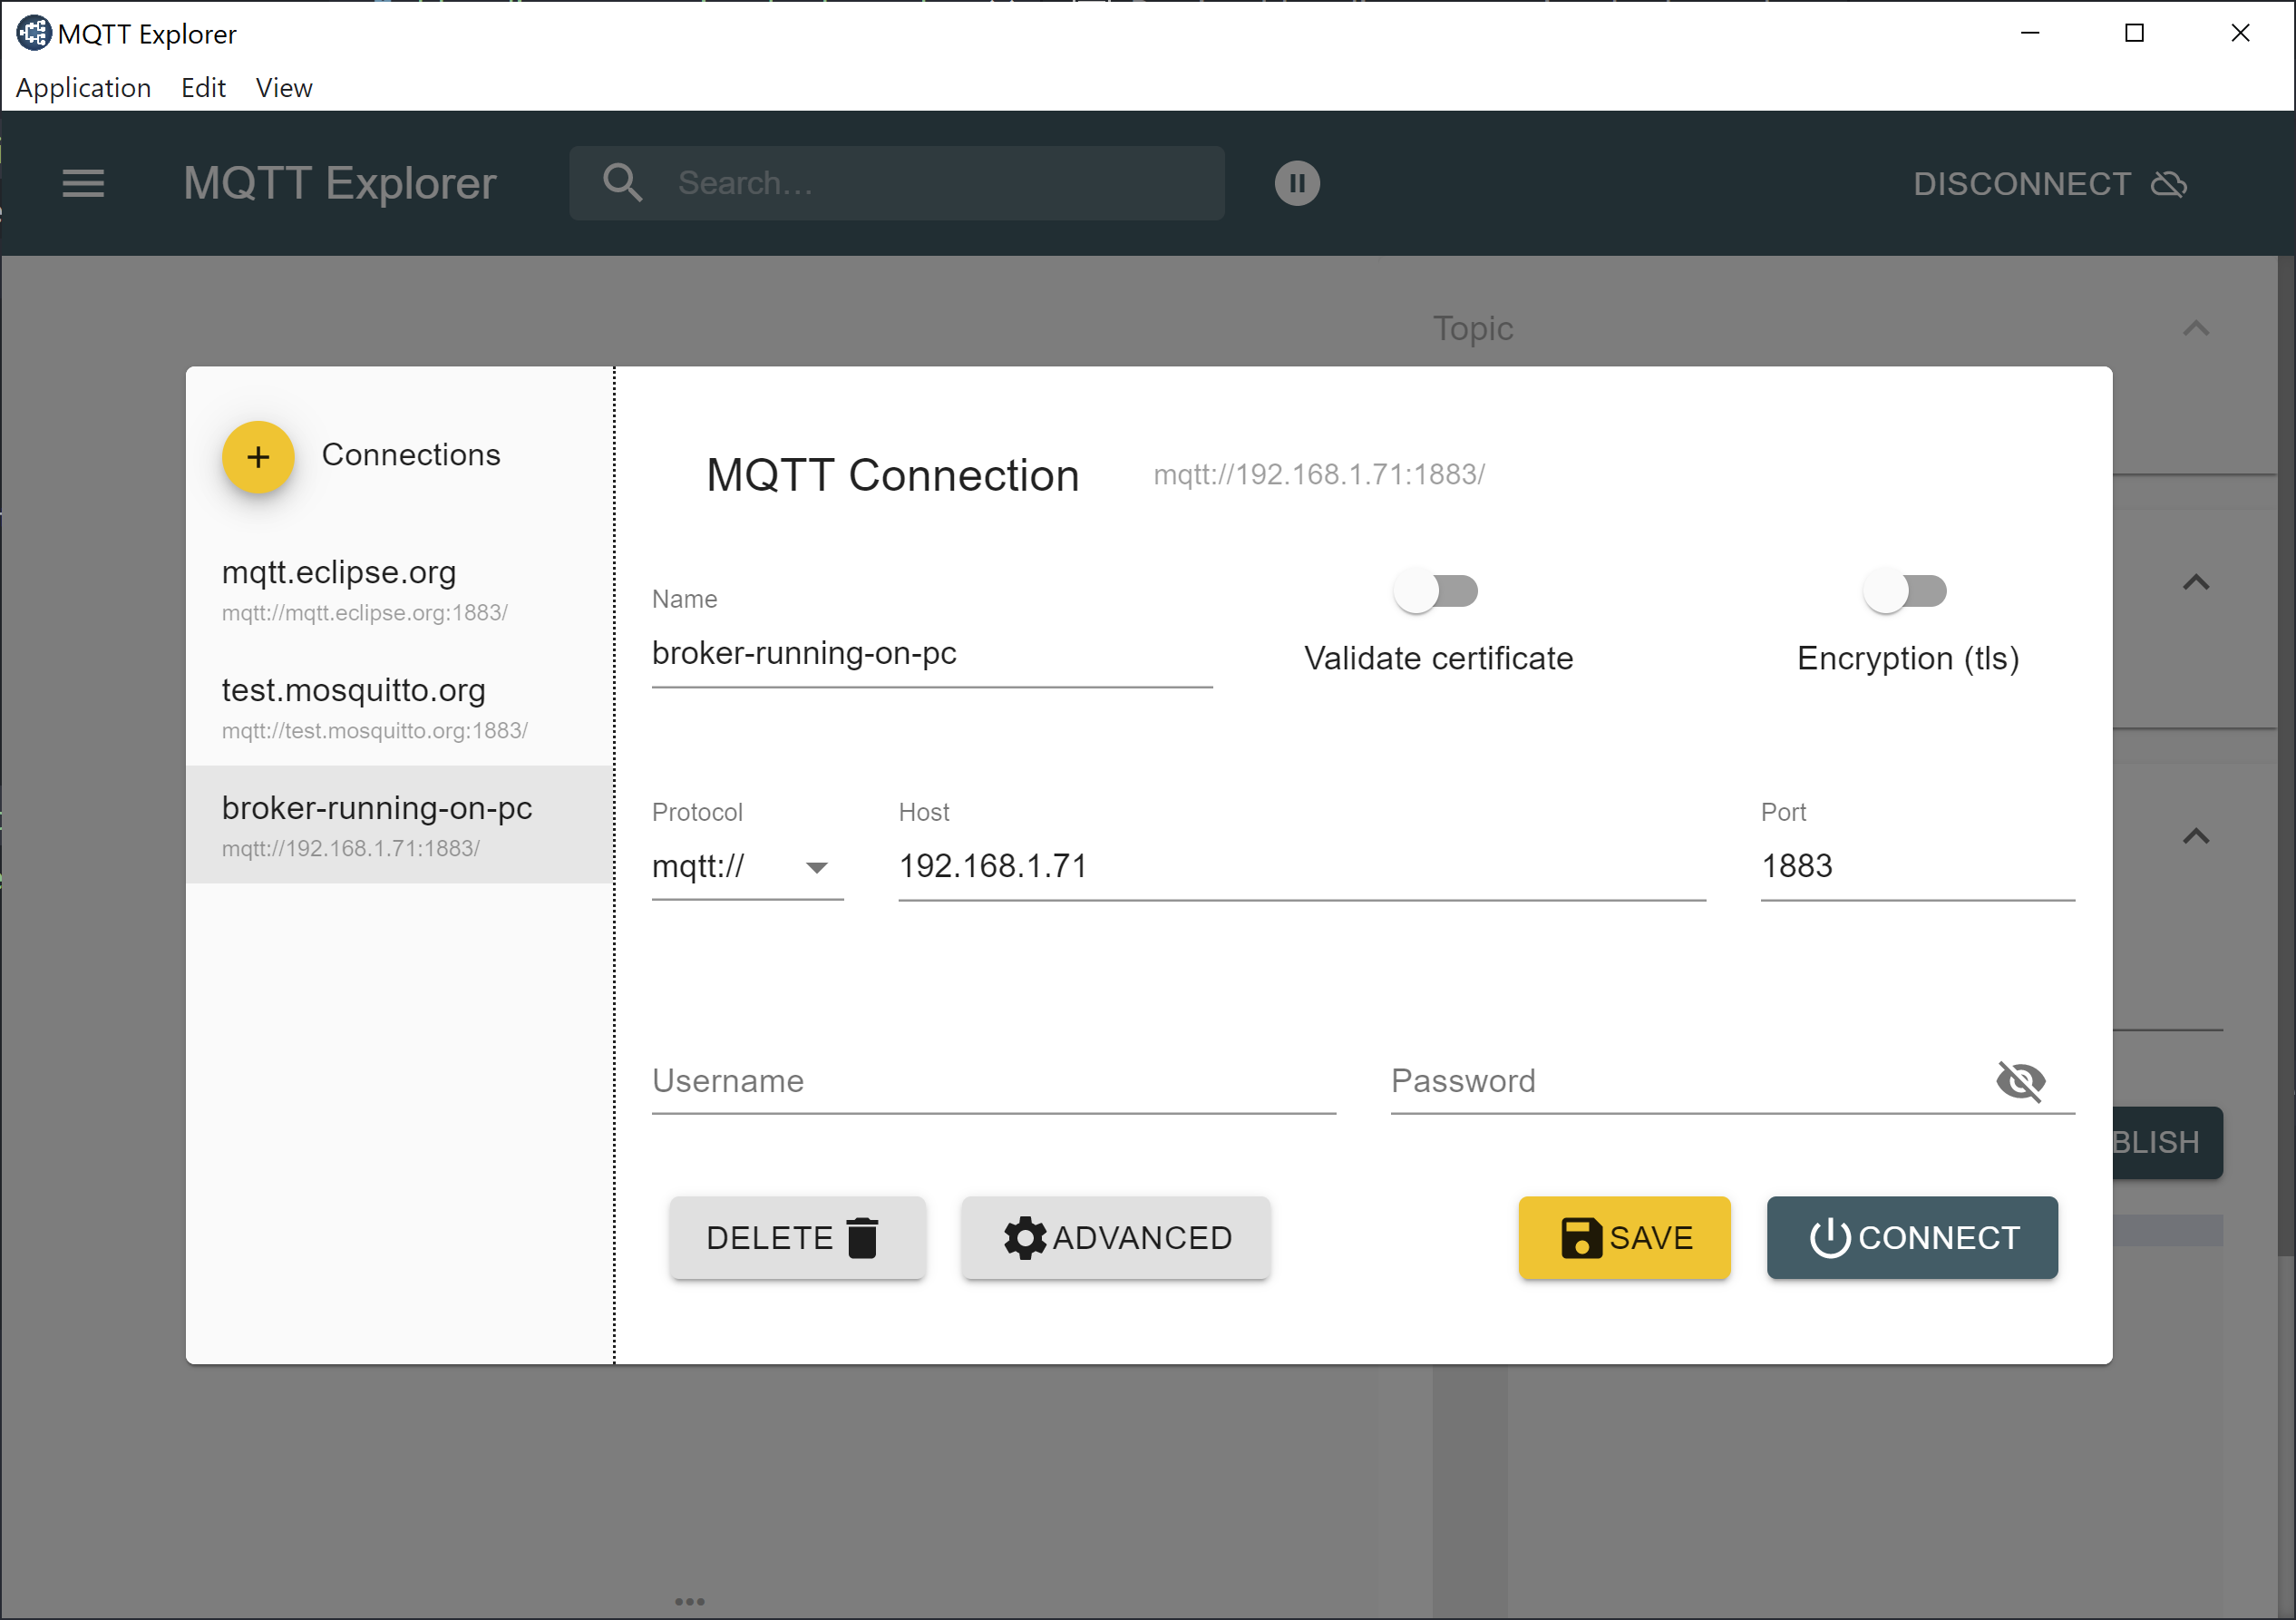 MQTT Explorer
Application Edit View
MQTT Explorer
Search...
DISCONNECT
Topic
Connections
mqtt.eclipse.org
mqtt://mqtt.eclipse.org:1883/
test.mosquitto.org
mqtt://test.mosquitto.org:1883/
broker-running-on-pc
mqtt://192.168.1.71:1883/
MQTT Connection mqtt://192.168.1.71:1883/
Name
broker-running-on-pc
Validate certificate
Encryption (tls)
Protocol Host Port
mqtt:// 192.168.1.71 1883
Username Password
BLISH
DELETE ADVANCED SAVE CONNECT